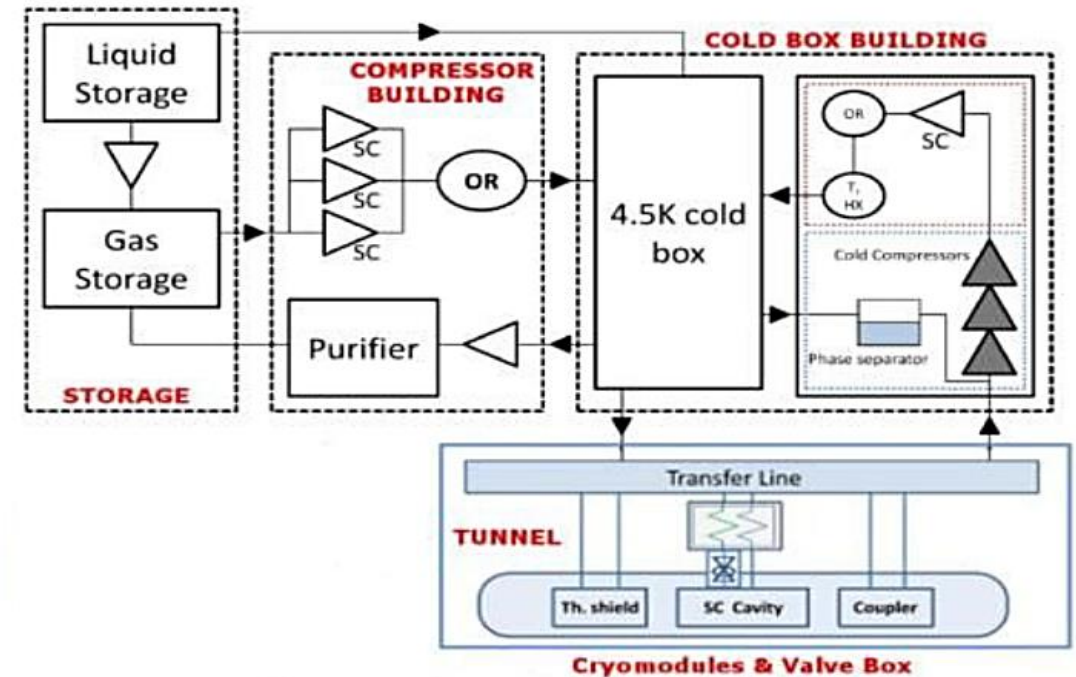 Liquid
Storage
Gas
Storage
STORAGE
COMPRESSOR
BUILDING
SC
SC
SC
OR
Purifier
COLD BOX BUILDING
4.5K cold
box
OR
SC
HX
Cold Compressors
Phase separator
Transfer Line
TUNNEL
Th. shield
SC Cavity
Coupler
Cryomodules & Valve Box